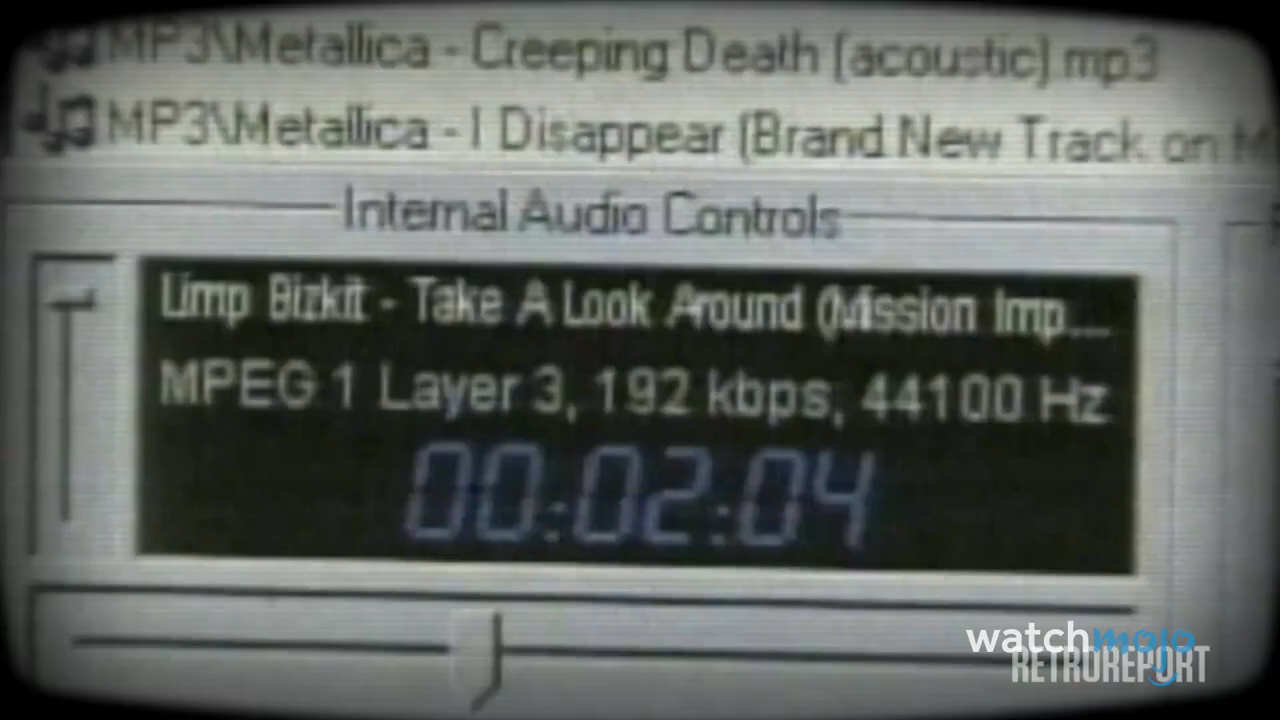 MP3\Metallica - Creeping Death (acoustic).mp3
MP3\Metallica - I Disappear (Brand New Track on M
Internal Audio Controls
Limp Bizkit - Take A Look Around (Mission Imp...
MPEG 1 Layer 3, 192 kbps, 44100 Hz
00:02:04
watchmojo
RETROREPORT